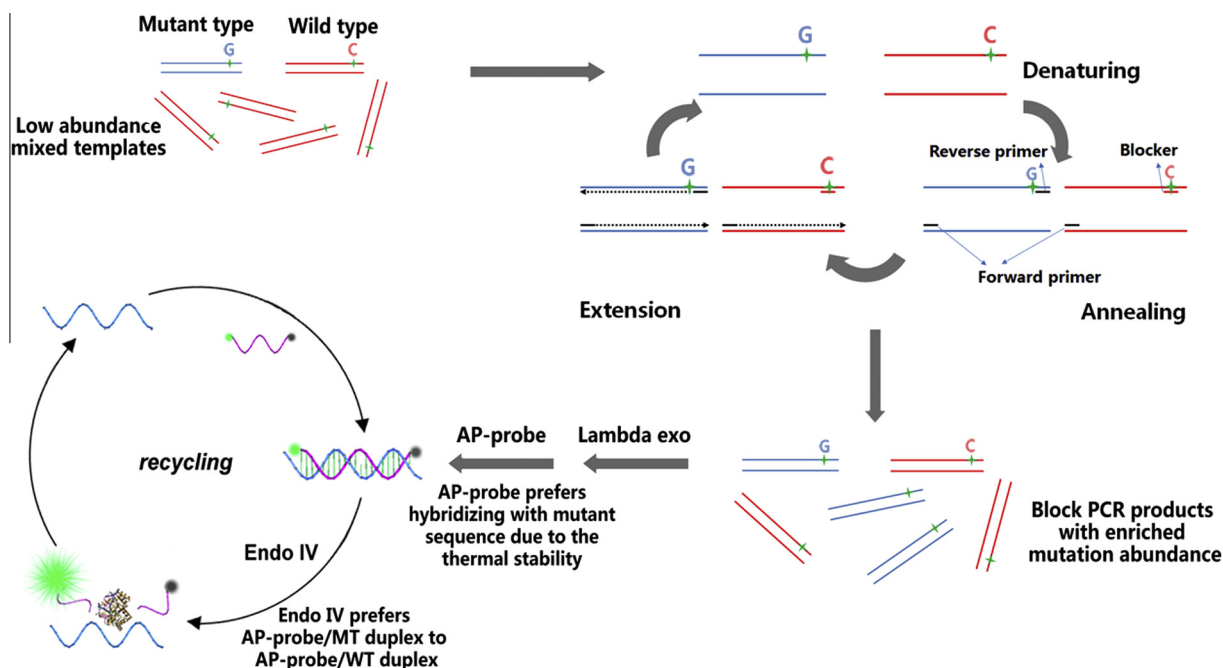 Mutant type
Wild type
G
C
Low abundance
mixed templates
G
C
Denaturing
Reverse primer
Blocker
G
C
G
C
Forward primer
Extension
Annealing
recycling
AP-probe
Lambda exo
AP-probe prefers
hybridizing with mutant
sequence due to the
thermal stability
G
C
Block PCR products
with enriched
mutation abundance
Endo IV
Endo IV prefers
AP-probe/MT duplex to
AP-probe/WT duplex